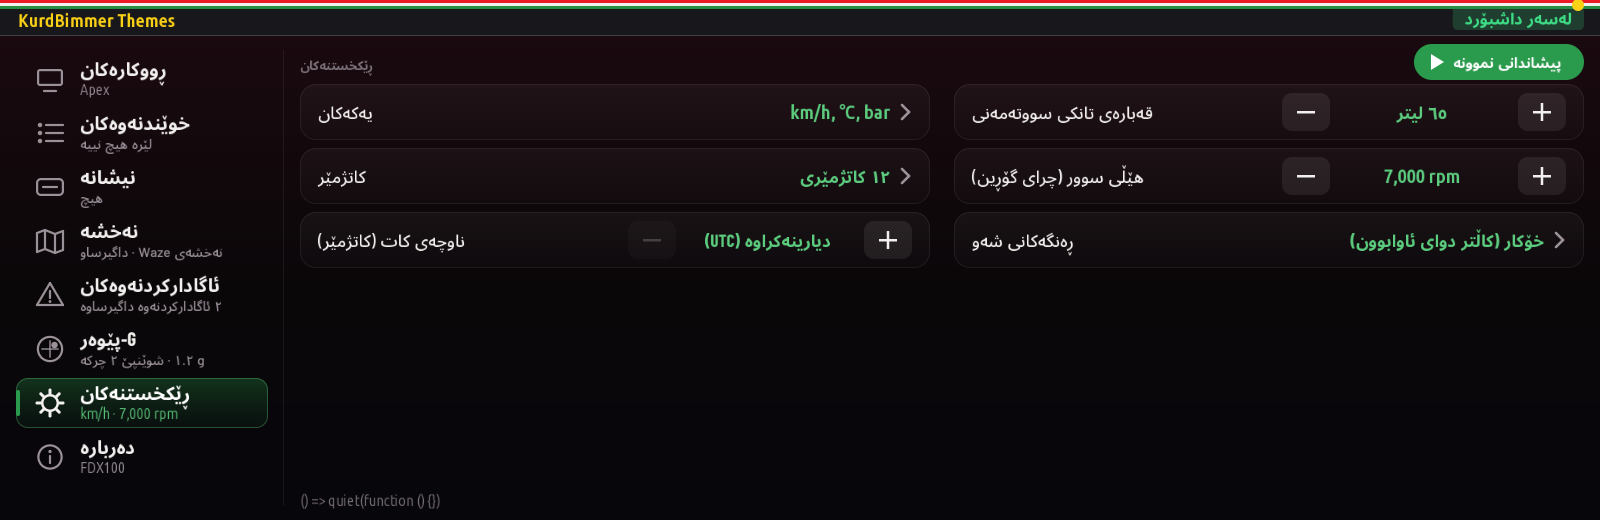 KurdBimmer Themes
لەسەر داشبۆرد
ڕووکارەکان
Apex
خوێندنەوەکان
لێرە هیچ نییە
نیشانە
هیچ
نەخشە
نەخشەی Waze · داگیرساو
ئاگادارکردنەوەکان
٢ ئاگادارکردنەوە داگیرساوە
G-پێوەر
١.٢ g · شوێنپێ ٢ چرکە
ڕێکخستنەکان
km/h · 7,000 rpm
دەربارە
FDX100
ڕێکخستنەکان
پیشاندانی نموونە
یەکەکان
km/h, °C, bar
قەبارەی تانکی سووتەمەنی
٦٥ لیتر
کاتژمێر
١٢ کاتژمێری
هێڵی سوور (چرای گۆڕین)
7,000 rpm
ناوچەی کات (کاتژمێر)
دیارینەکراوە (UTC)
ڕەنگەکانی شەو
خۆکار (کاڵتر دوای ئاوابوون)
() => quiet(function () {})